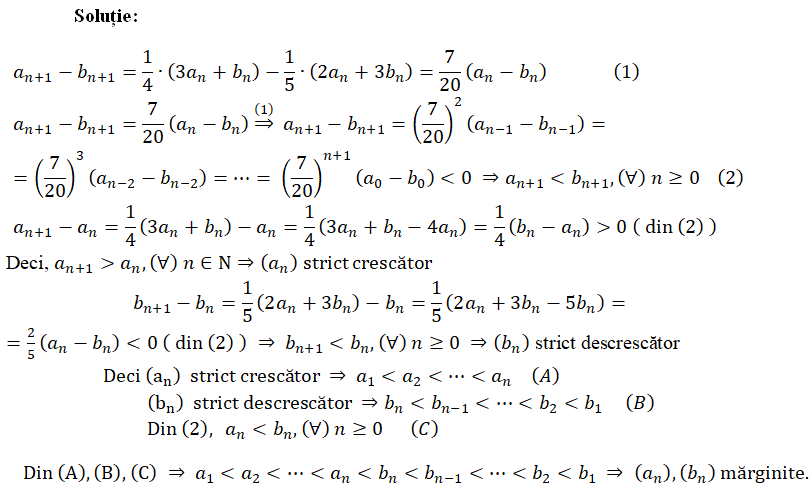 Soluție:
a_{n+1} − b_{n+1} = 1/4 · (3a_n + b_n) − 1/5 · (2a_n + 3b_n) = 7/20 (a_n − b_n) (1)
a_{n+1} − b_{n+1} = 7/20 (a_n − b_n) ⇒^{(1)} a_{n+1} − b_{n+1} = (7/20)^2 (a_{n−1} − b_{n−1}) =
= (7/20)^3 (a_{n−2} − b_{n−2}) = ⋯ = (7/20)^{n+1} (a_0 − b_0) < 0 ⇒ a_{n+1} < b_{n+1}, (∀) n ≥ 0 (2)
a_{n+1} − a_n = 1/4 (3a_n + b_n) − a_n = 1/4 (3a_n + b_n − 4a_n) = 1/4 (b_n − a_n) > 0 ( din (2) )
Deci, a_{n+1} > a_n, (∀) n ∈ N ⇒ (a_n) strict crescător
b_{n+1} − b_n = 1/5 (2a_n + 3b_n) − b_n = 1/5 (2a_n + 3b_n − 5b_n) =
= 2/5 (a_n − b_n) < 0 ( din (2) ) ⇒ b_{n+1} < b_n, (∀) n ≥ 0 ⇒ (b_n) strict descrescător
Deci (a_n) strict crescător ⇒ a_1 < a_2 < ⋯ < a_n (A)
(b_n) strict descrescător ⇒ b_n < b_{n−1} < ⋯ < b_2 < b_1 (B)
Din (2), a_n < b_n, (∀) n ≥ 0 (C)
Din (A), (B), (C) ⇒ a_1 < a_2 < ⋯ < a_n < b_n < b_{n−1} < ⋯ < b_2 < b_1 ⇒ (a_n), (b_n) mărginite.